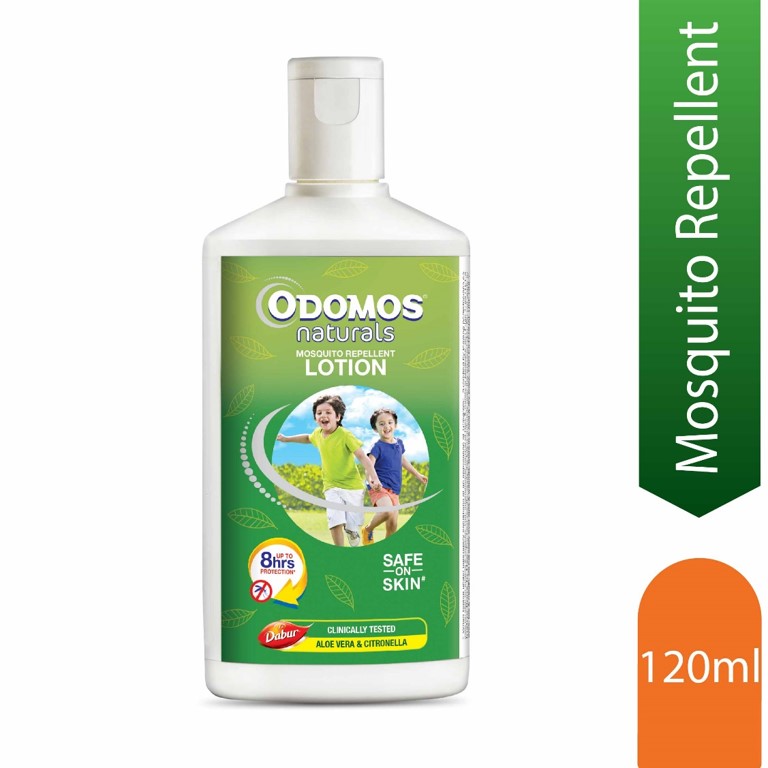 ODOMOS®
naturals
MOSQUITO REPELLENT
LOTION
UP TO
8hrs
PROTECTION*
SAFE
ON
SKIN#
Dabur
CLINICALLY TESTED
ALOE VERA & CITRONELLA
Mosquito Repellent
120ml